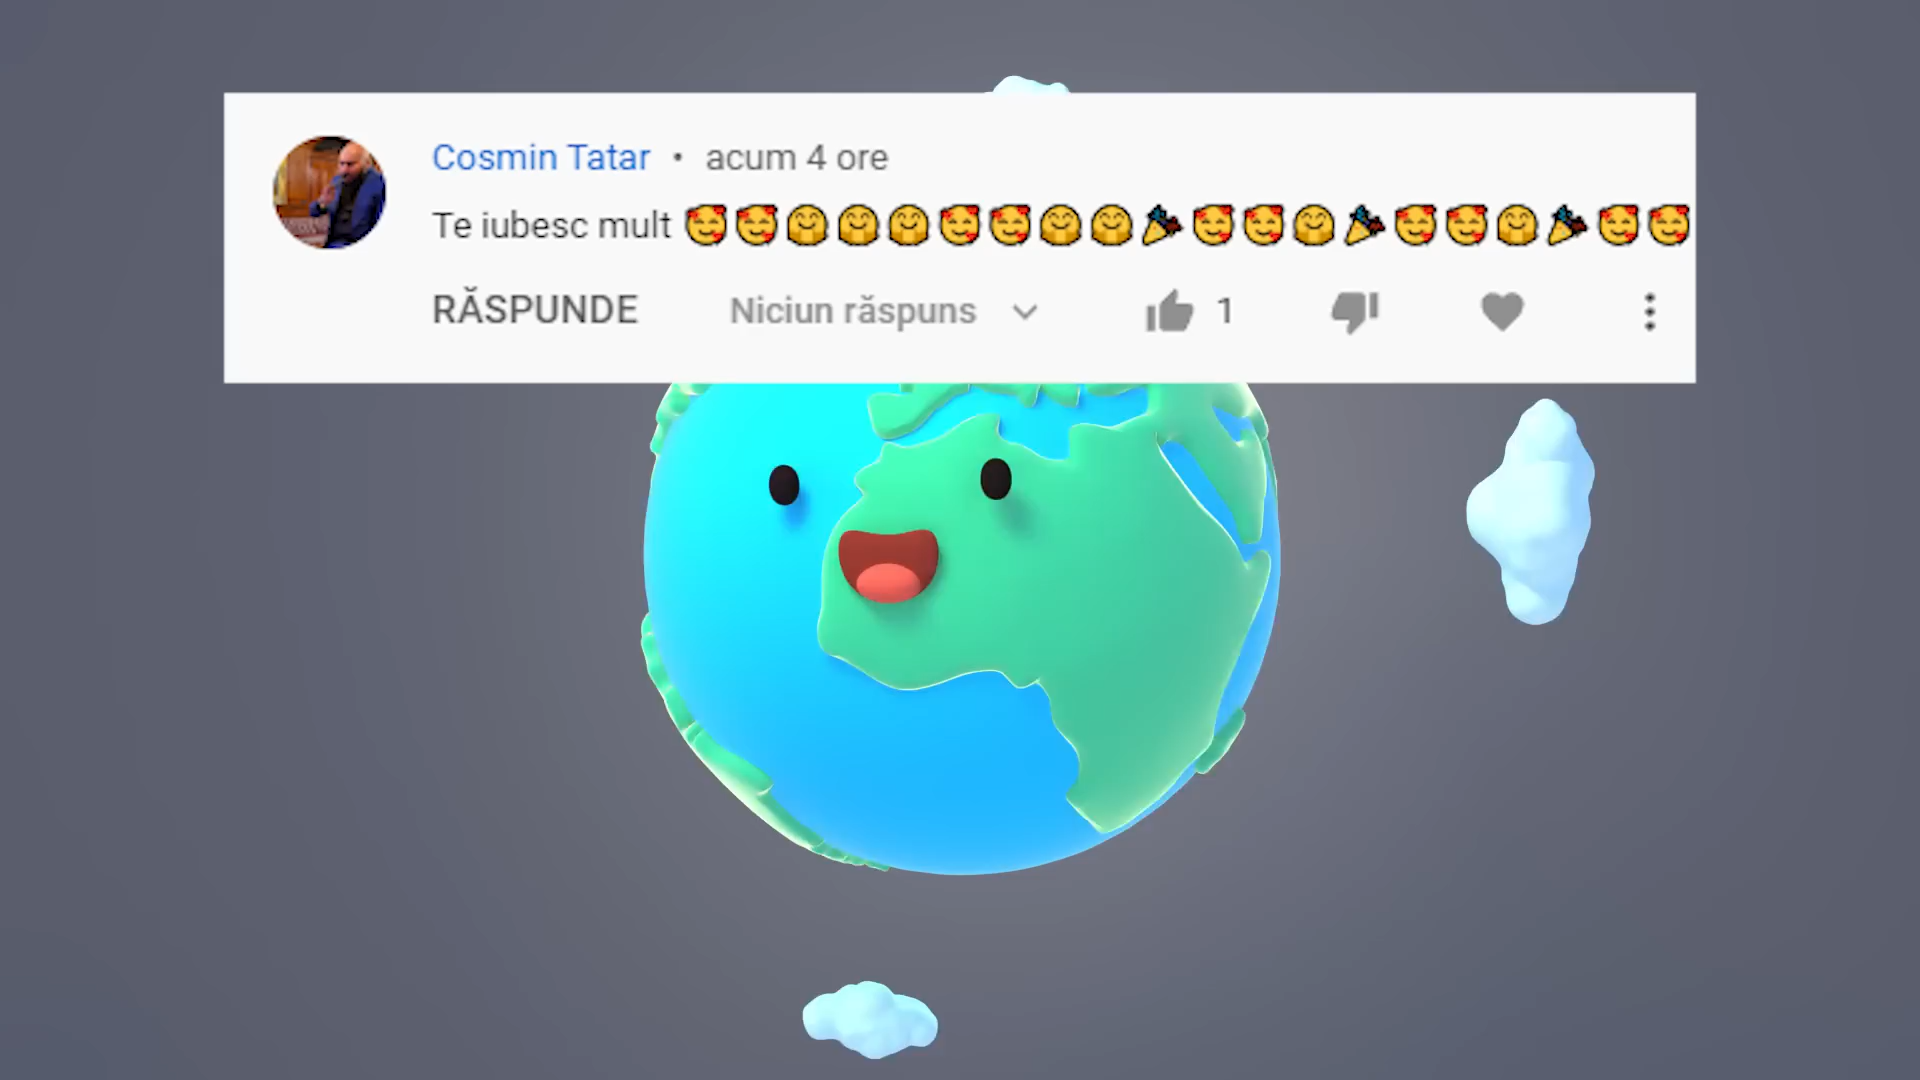 Cosmin Tatar • acum 4 ore
Te iubesc mult 🥰🥰🤗🤗🤗🥰🥰🤗🤗🎉🥰🥰🤗🎉🥰🥰🤗🎉🥰🥰
RĂSPUNDE Niciun răspuns 1